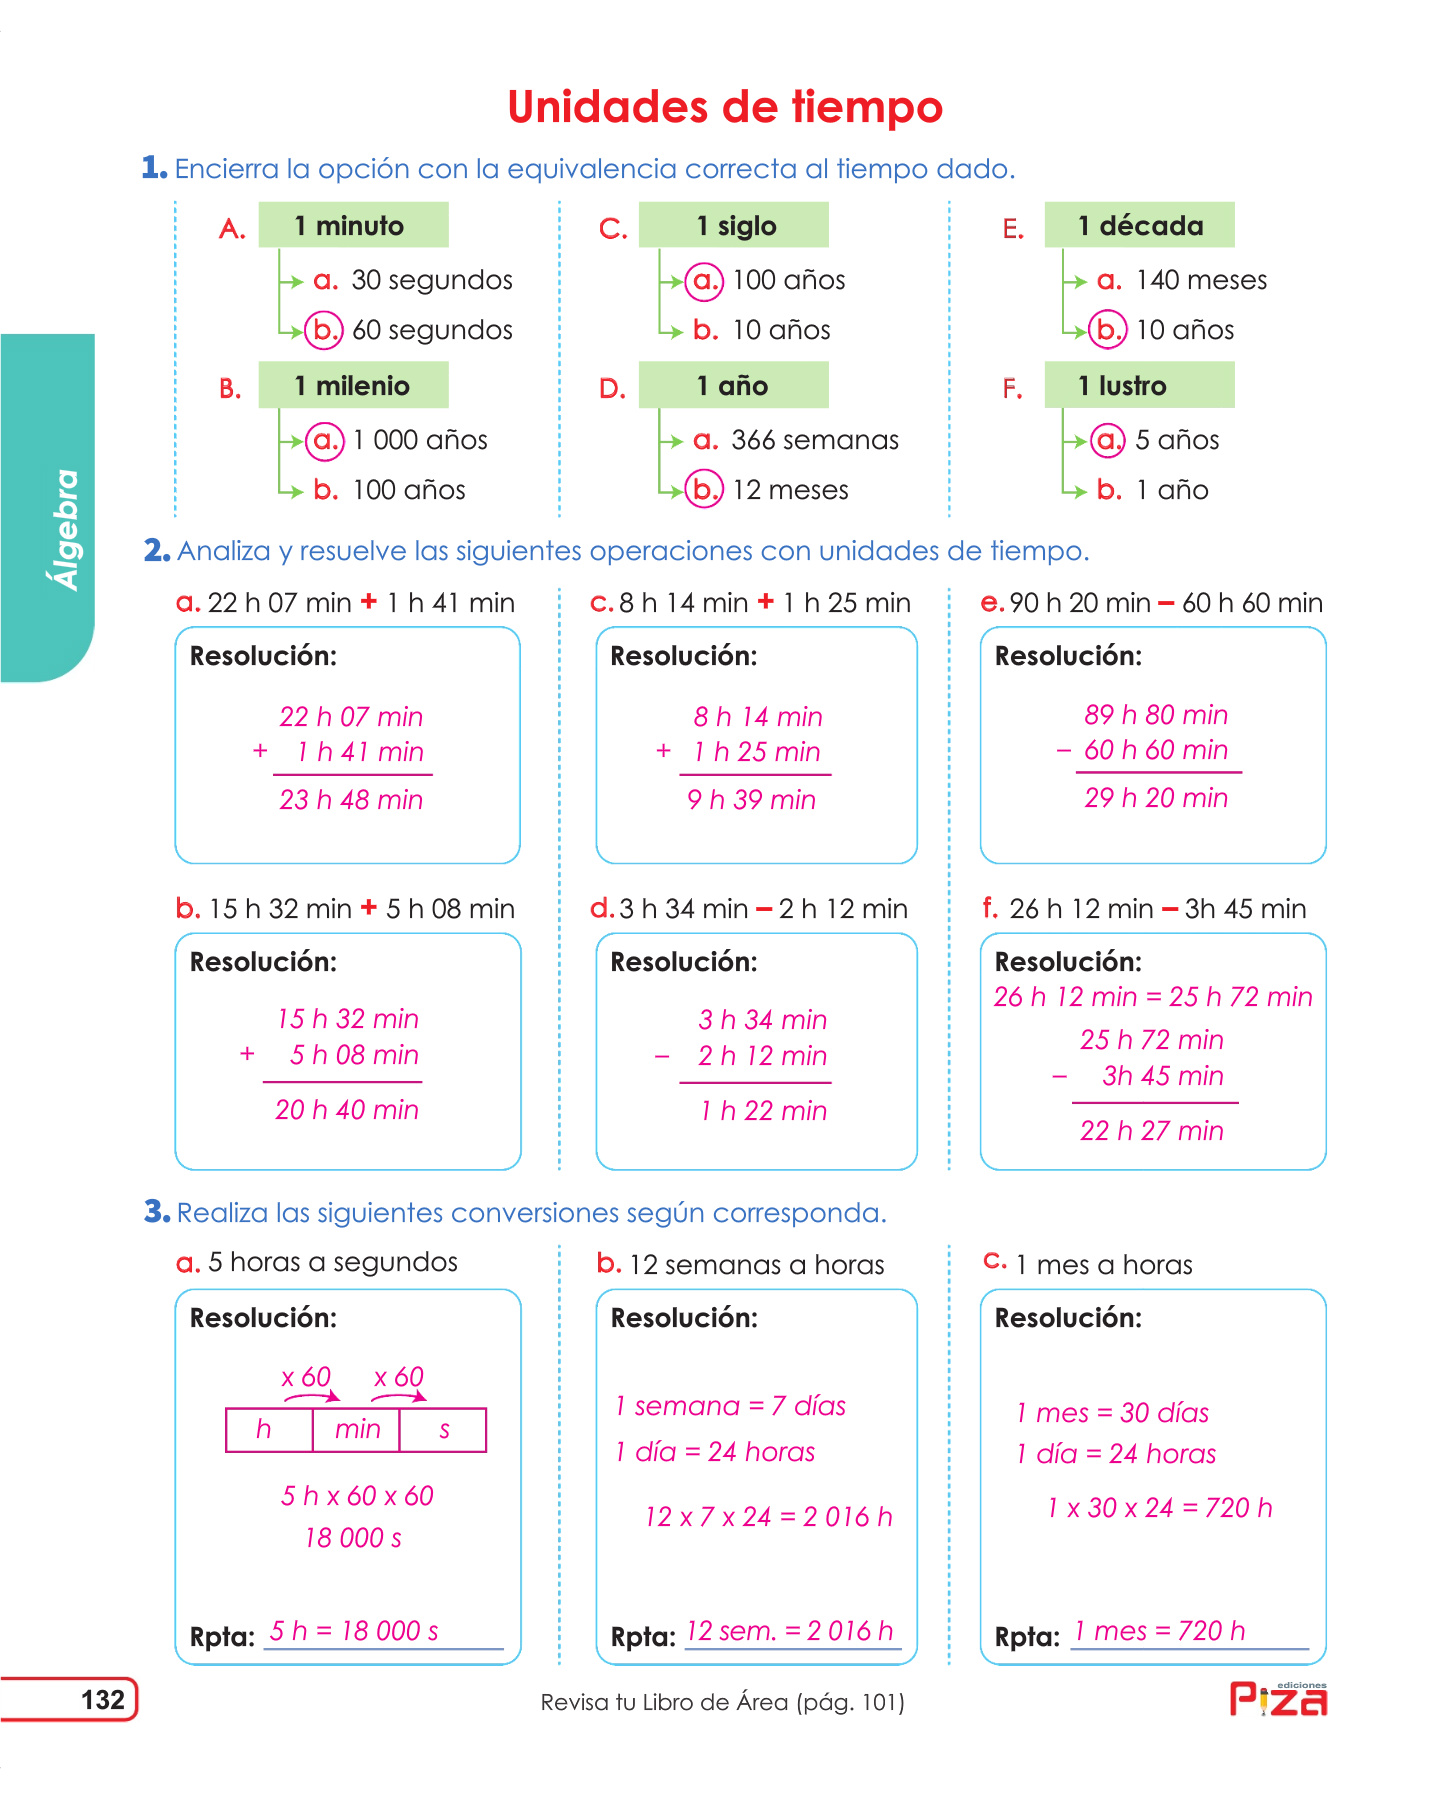 Unidades de tiempo
1. Encierra la opción con la equivalencia correcta al tiempo dado.
A. 1 minuto
a. 30 segundos
b. 60 segundos
B. 1 milenio
a. 1 000 años
b. 100 años
C. 1 siglo
a. 100 años
b. 10 años
D. 1 año
a. 366 semanas
b. 12 meses
E. 1 década
a. 140 meses
b. 10 años
F. 1 lustro
a. 5 años
b. 1 año
Álgebra
2. Analiza y resuelve las siguientes operaciones con unidades de tiempo.
a. 22 h 07 min + 1 h 41 min
Resolución:
22 h 07 min
+ 1 h 41 min
23 h 48 min
b. 15 h 32 min + 5 h 08 min
Resolución:
15 h 32 min
+ 5 h 08 min
20 h 40 min
c. 8 h 14 min + 1 h 25 min
Resolución:
8 h 14 min
+ 1 h 25 min
9 h 39 min
d. 3 h 34 min – 2 h 12 min
Resolución:
3 h 34 min
– 2 h 12 min
1 h 22 min
e. 90 h 20 min – 60 h 60 min
Resolución:
89 h 80 min
– 60 h 60 min
29 h 20 min
f. 26 h 12 min – 3h 45 min
Resolución:
26 h 12 min = 25 h 72 min
25 h 72 min
– 3h 45 min
22 h 27 min
3. Realiza las siguientes conversiones según corresponda.
a. 5 horas a segundos
Resolución:
x 60 x 60
h min s
5 h x 60 x 60
18 000 s
Rpta: 5 h = 18 000 s
b. 12 semanas a horas
Resolución:
1 semana = 7 días
1 día = 24 horas
12 x 7 x 24 = 2 016 h
Rpta: 12 sem. = 2 016 h
c. 1 mes a horas
Resolución:
1 mes = 30 días
1 día = 24 horas
1 x 30 x 24 = 720 h
Rpta: 1 mes = 720 h
132
Revisa tu Libro de Área (pág. 101)
ediciones
Piza